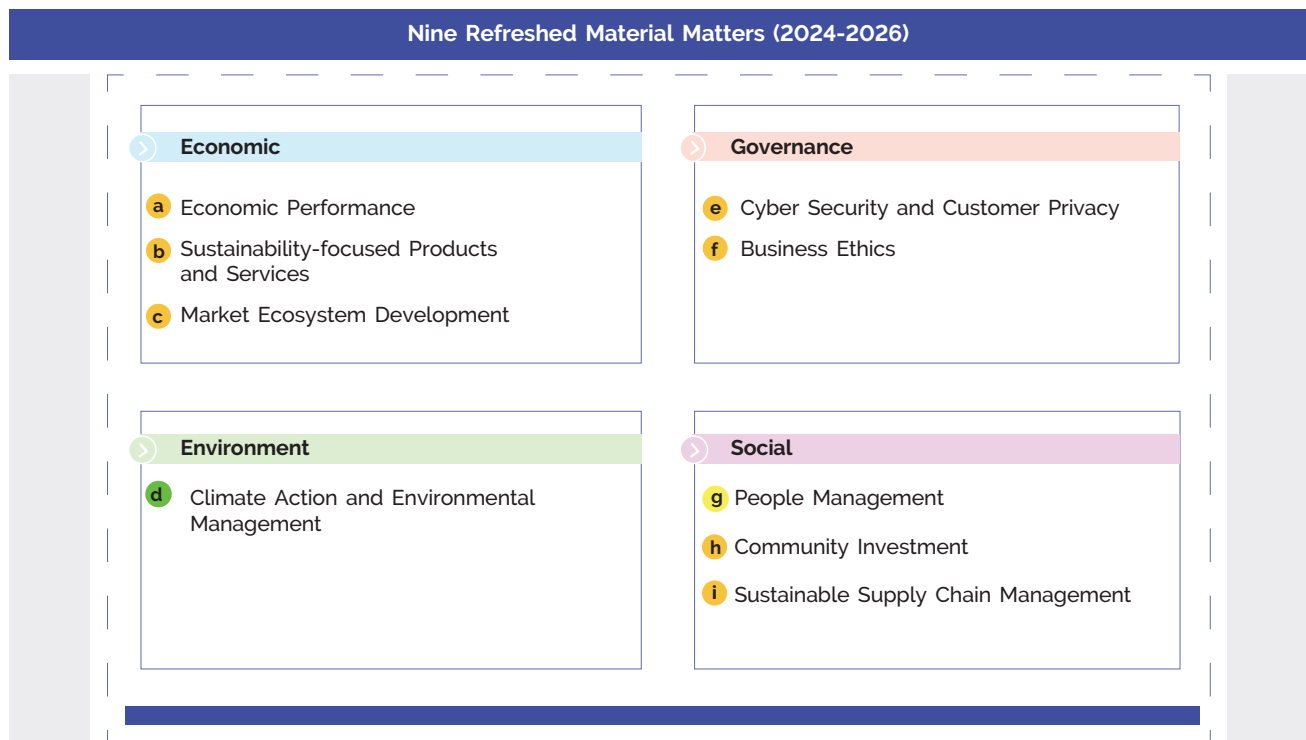 Nine Refreshed Material Matters (2024-2026)
Economic
a Economic Performance
b Sustainability-focused Products
and Services
c Market Ecosystem Development
Governance
e Cyber Security and Customer Privacy
f Business Ethics
Environment
d Climate Action and Environmental
Management
Social
g People Management
h Community Investment
i Sustainable Supply Chain Management